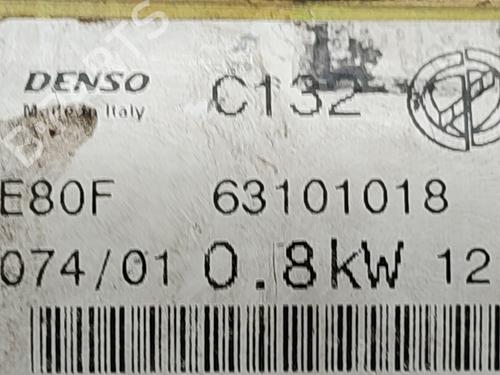 DENSO C132
Made in Italy
E80F 63101018
074/01 0.8kW 12